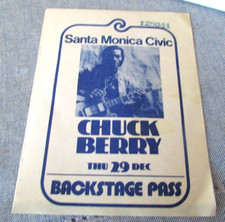 Santa Monica Civic
CHUCK
BERRY
THU 29 DEC
BACKSTAGE PASS